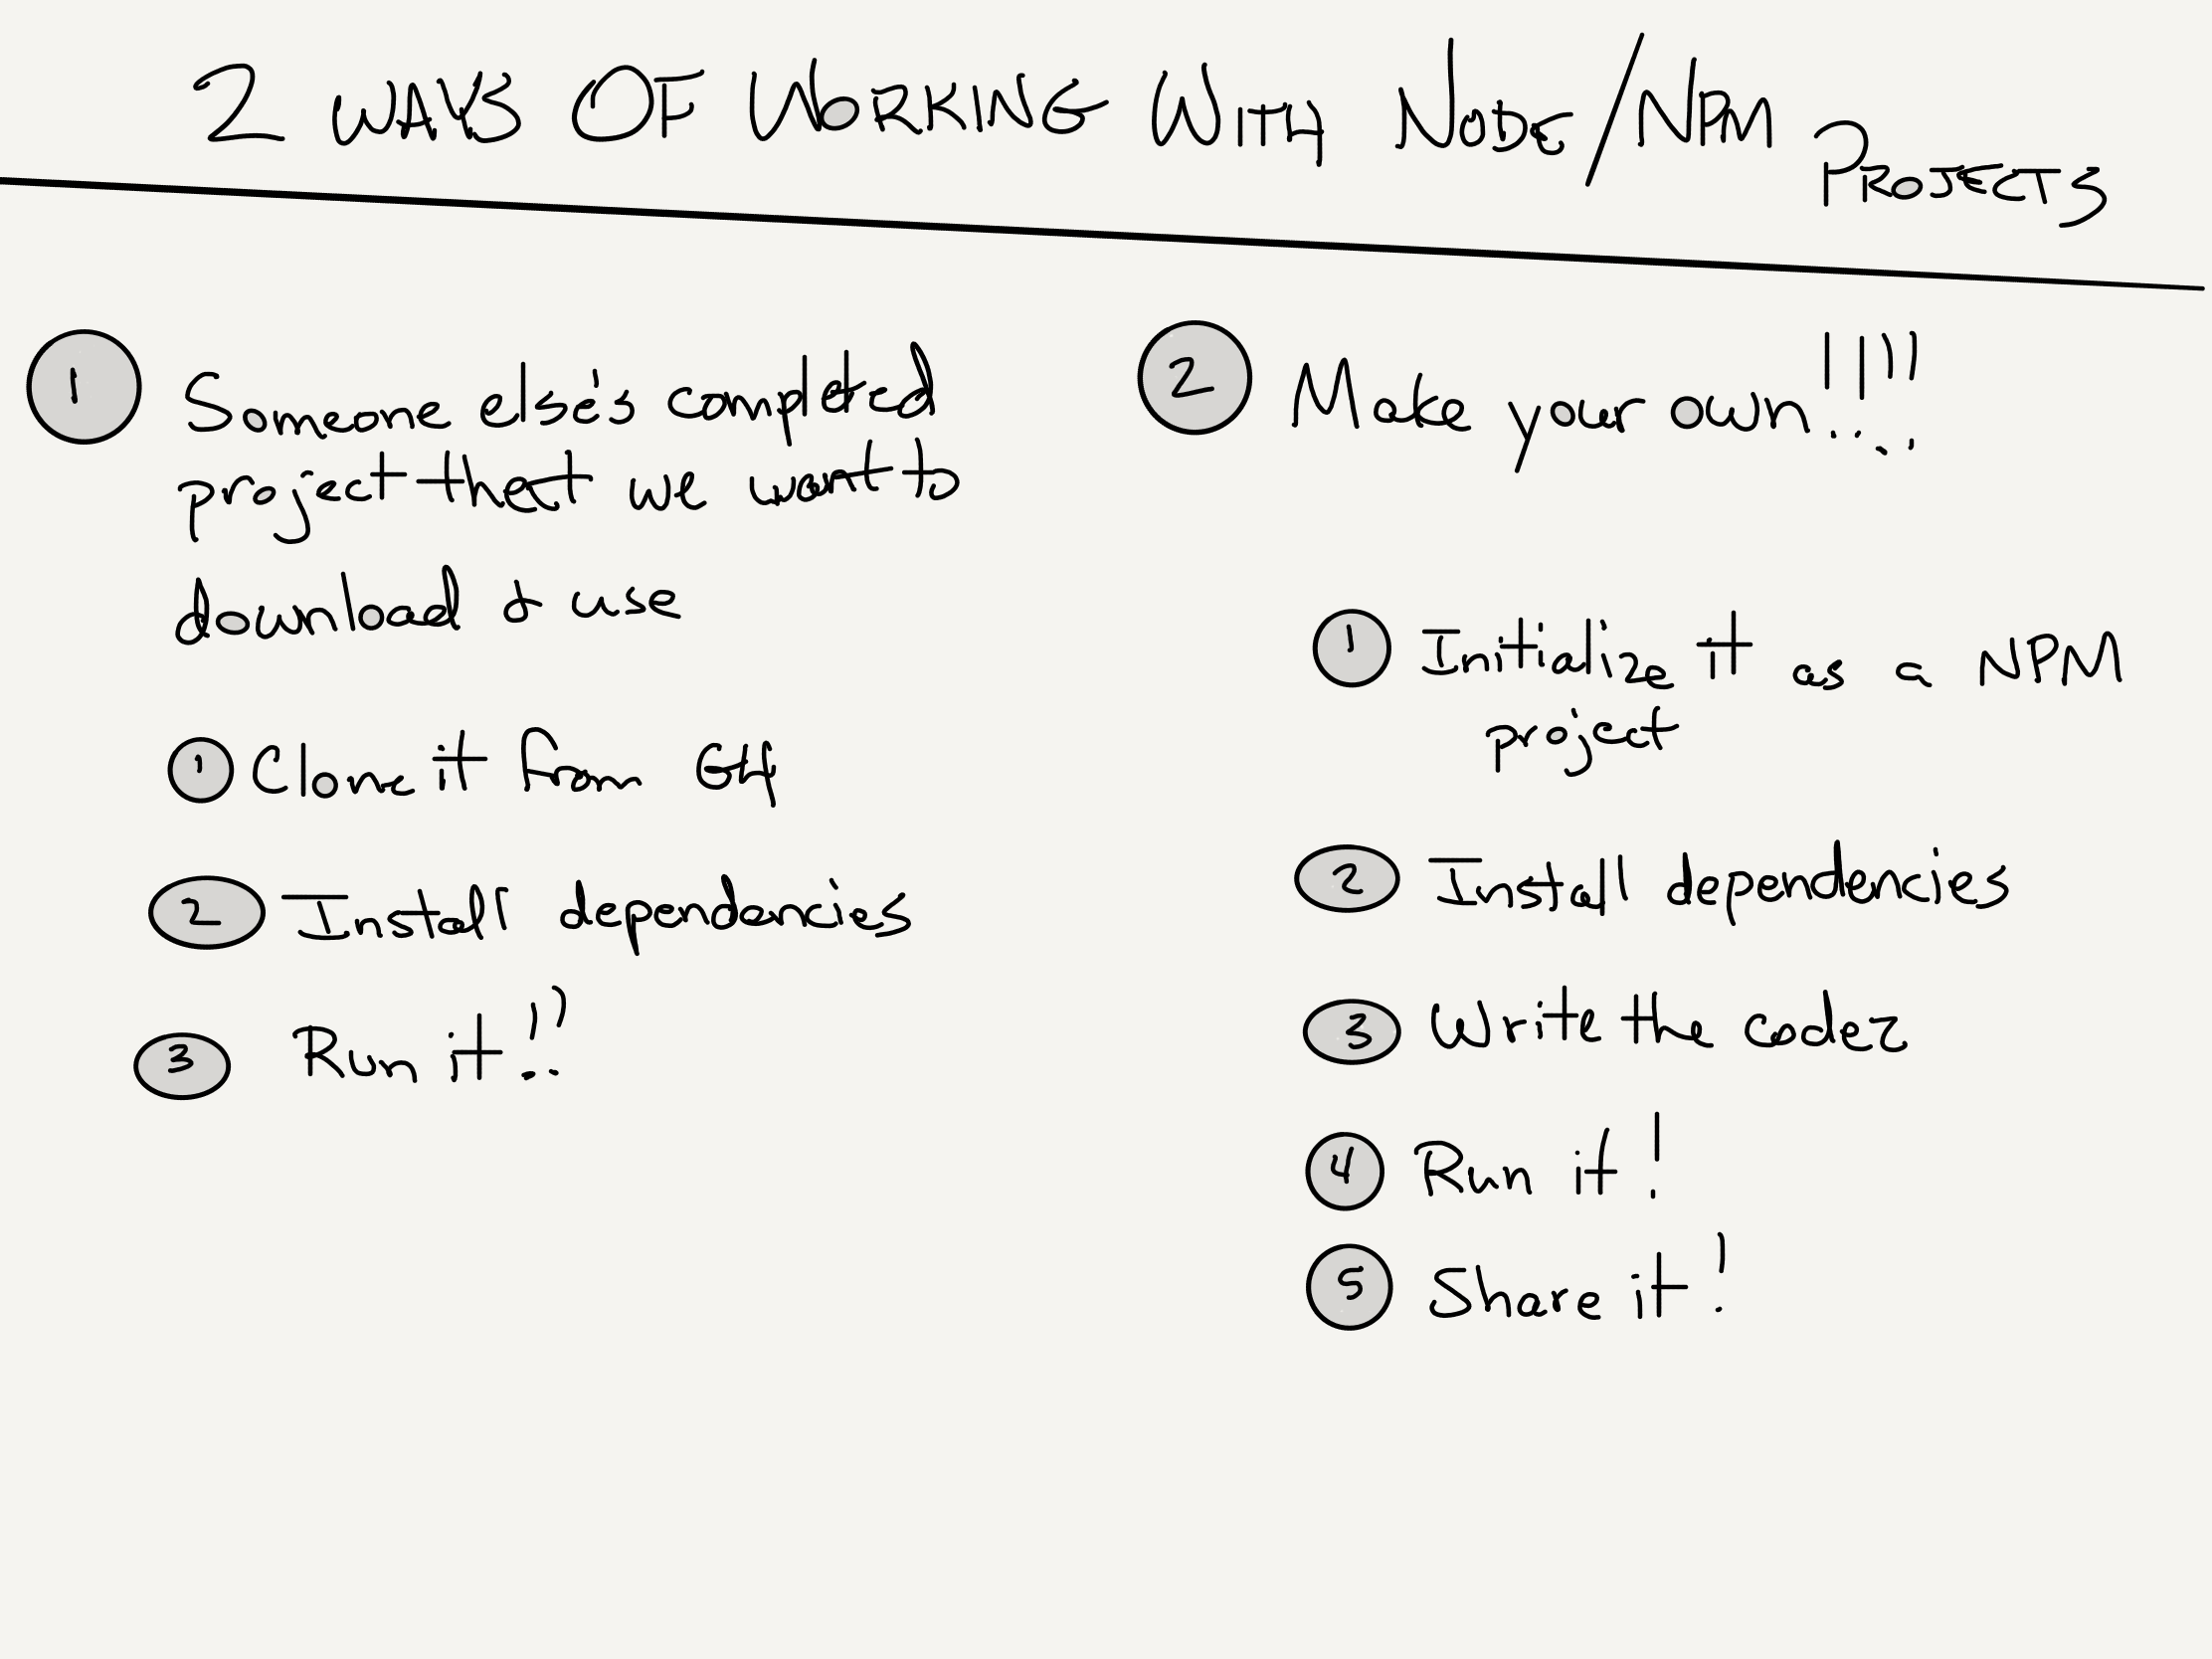 2 WAYS OF WORKING WITH NODE/NPM
PROJECTS
1 Someone else's completed
project that we want to
download & use
1 Clone it from GH
2 Install dependencies
3 Run it!!
2 Make your own!!!!
1 Initialize it as a NPM
project
2 Install dependencies
3 Write the codez
4 Run it!
5 Share it!